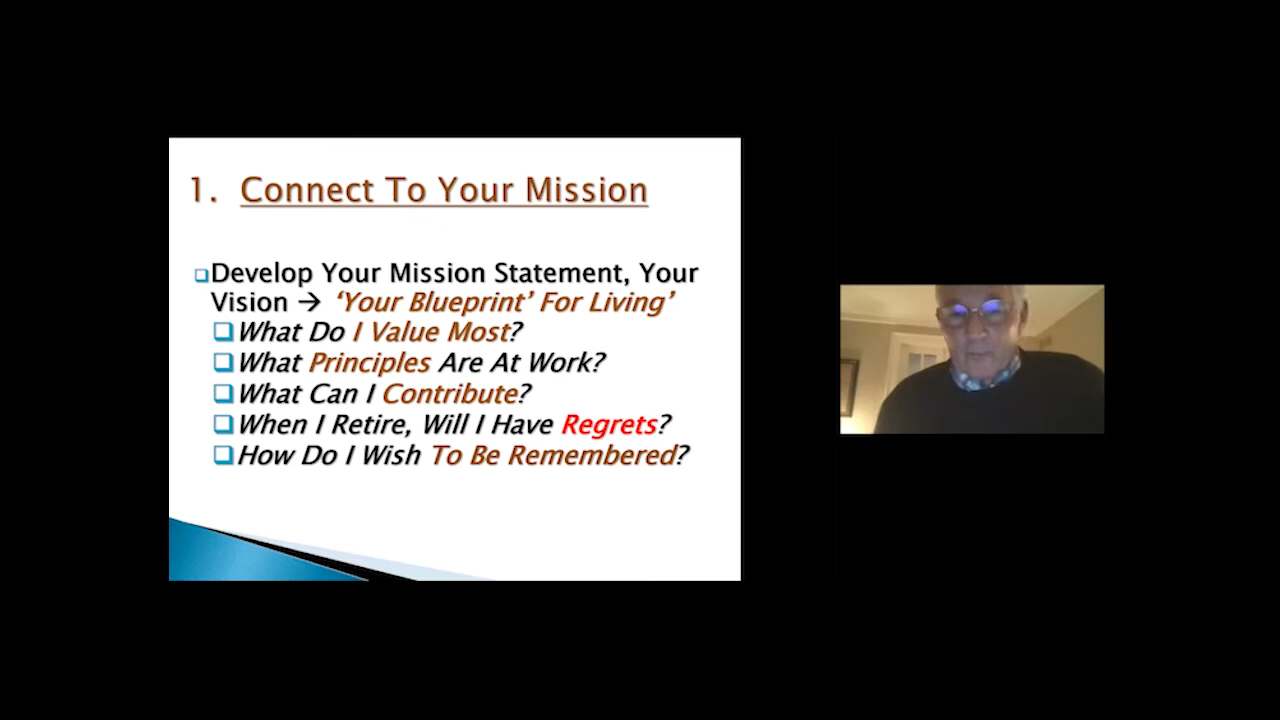 1. Connect To Your Mission
Develop Your Mission Statement, Your
Vision → ‘Your Blueprint’ For Living’
What Do I Value Most?
What Principles Are At Work?
What Can I Contribute?
When I Retire, Will I Have Regrets?
How Do I Wish To Be Remembered?